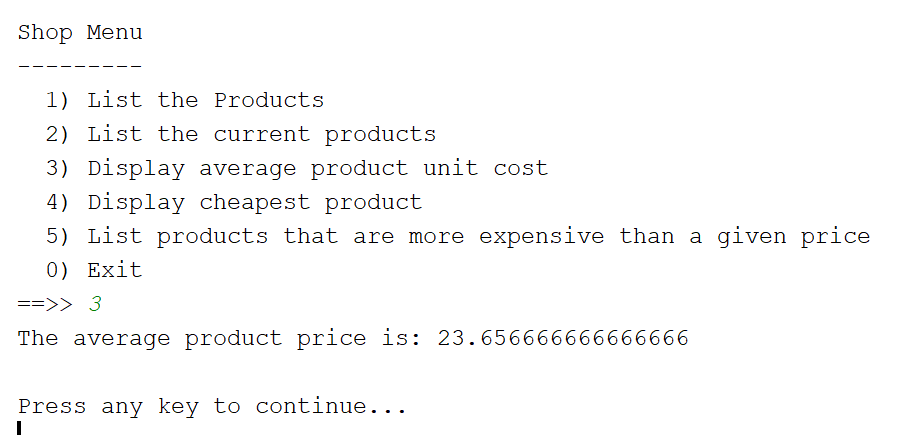 Shop Menu
---------
1) List the Products
2) List the current products
3) Display average product unit cost
4) Display cheapest product
5) List products that are more expensive than a given price
0) Exit
==>> 3
The average product price is: 23.656666666666666
Press any key to continue...